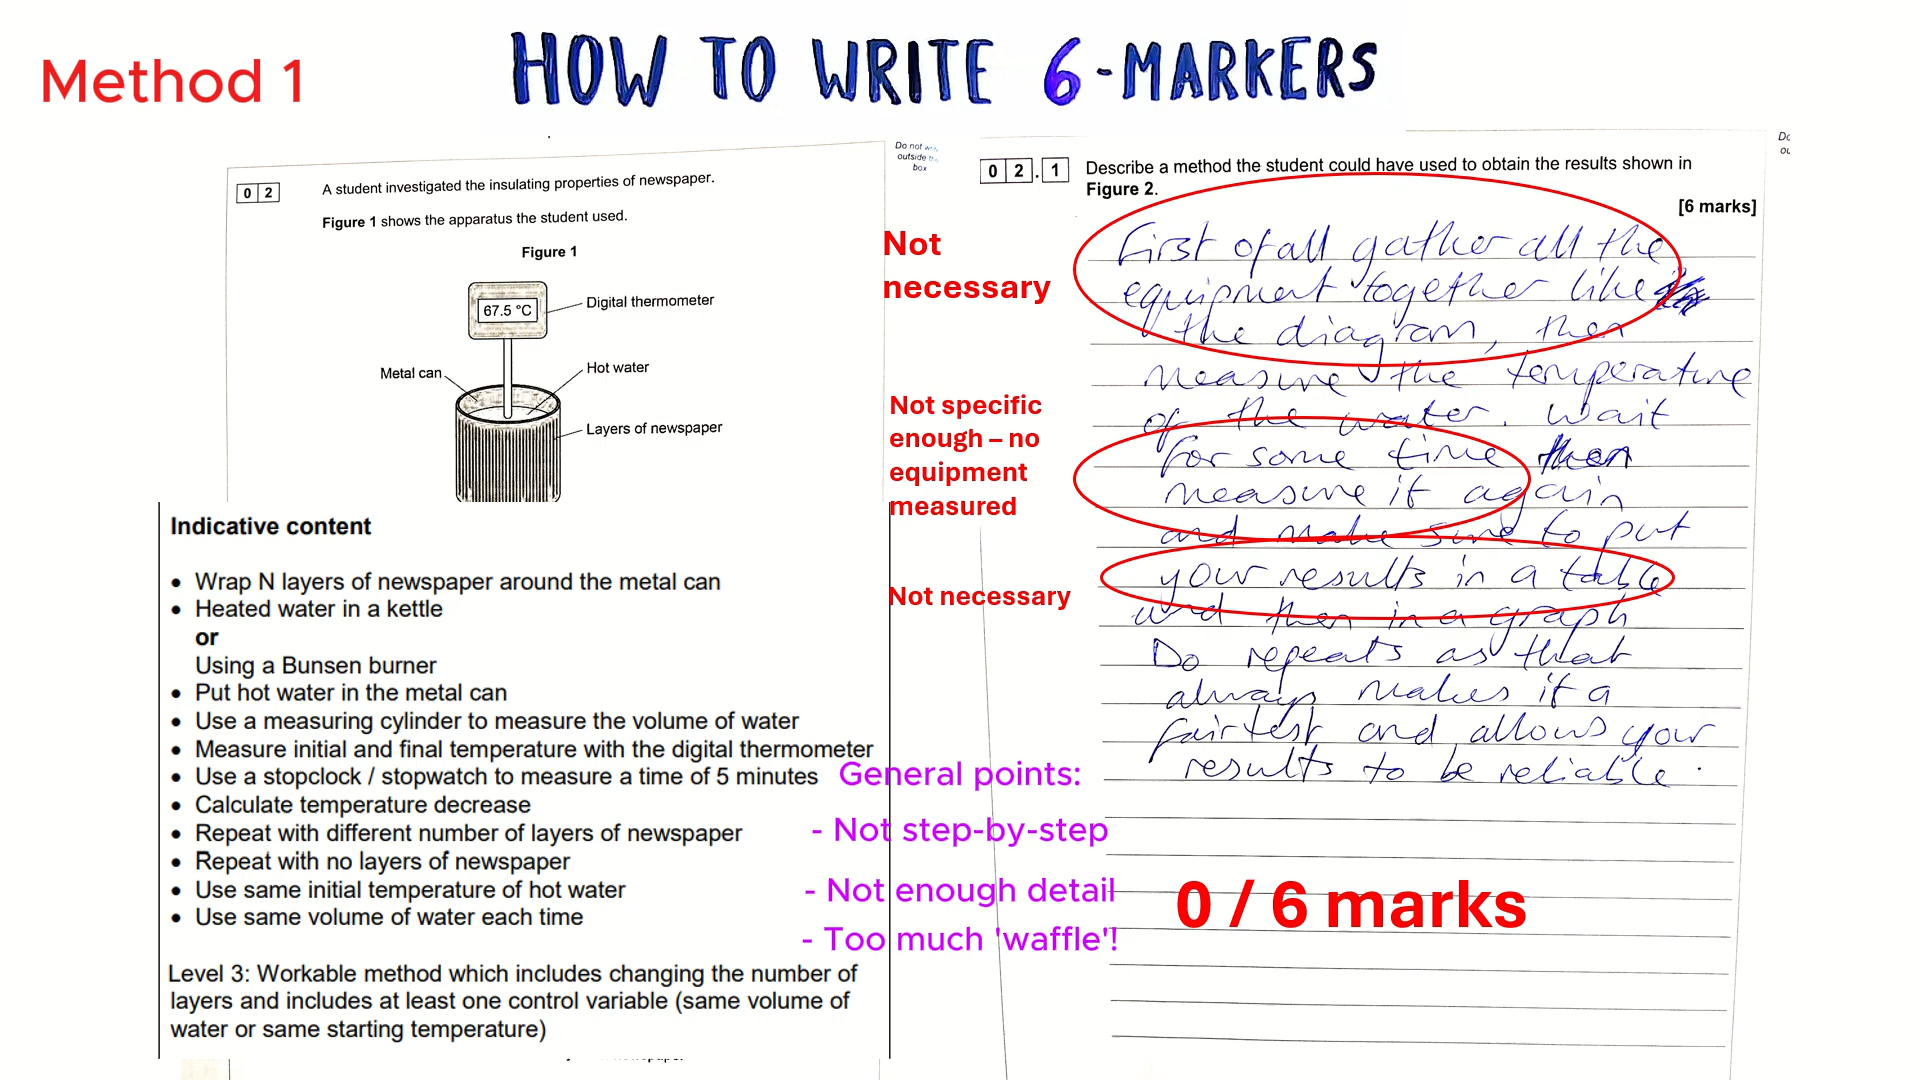 Method 1
HOW TO WRITE 6-MARKERS
Do not
outside
box
0 2
A student investigated the insulating properties of newspaper.
Figure 1 shows the apparatus the student used.
Figure 1
67.5 °C
Digital thermometer
Metal can
Hot water
Layers of newspaper
Indicative content
• Wrap N layers of newspaper around the metal can
• Heated water in a kettle
or
Using a Bunsen burner
• Put hot water in the metal can
• Use a measuring cylinder to measure the volume of water
• Measure initial and final temperature with the digital thermometer
• Use a stopclock / stopwatch to measure a time of 5 minutes
• Calculate temperature decrease
• Repeat with different number of layers of newspaper
• Repeat with no layers of newspaper
• Use same initial temperature of hot water
• Use same volume of water each time
Level 3: Workable method which includes changing the number of
layers and includes at least one control variable (same volume of
water or same starting temperature)
Not
necessary
Not specific
enough – no
equipment
measured
Not necessary
General points:
- Not step-by-step
- Not enough detail
- Too much 'waffle'!
0 2 . 1
Describe a method the student could have used to obtain the results shown in
Figure 2.
[6 marks]
First of all gather all the
equipment together like
the diagram, then
measure the temperature
of the water. Wait
for some time then
measure it again
and make sure to put
your results in a table
and then in a graph
Do repeats as that
always makes it a
fair test and allows your
results to be reliable.
0 / 6 marks